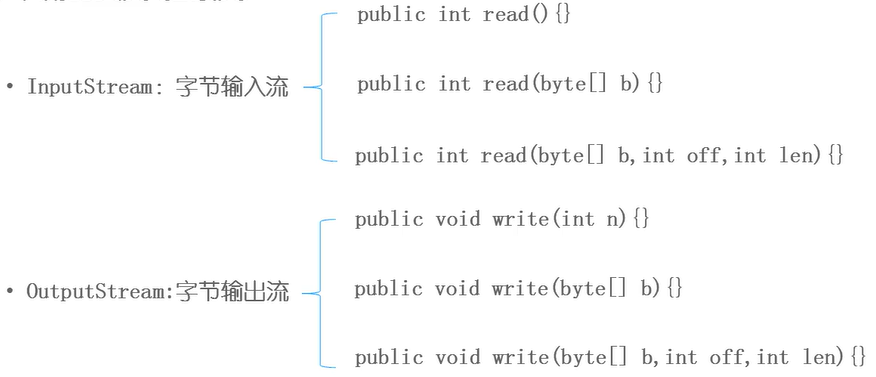 public int read(){}
• InputStream: 字节输入流
public int read(byte[] b){}
public int read(byte[] b,int off,int len){}
public void write(int n){}
• OutputStream:字节输出流
public void write(byte[] b){}
public void write(byte[] b,int off,int len){}